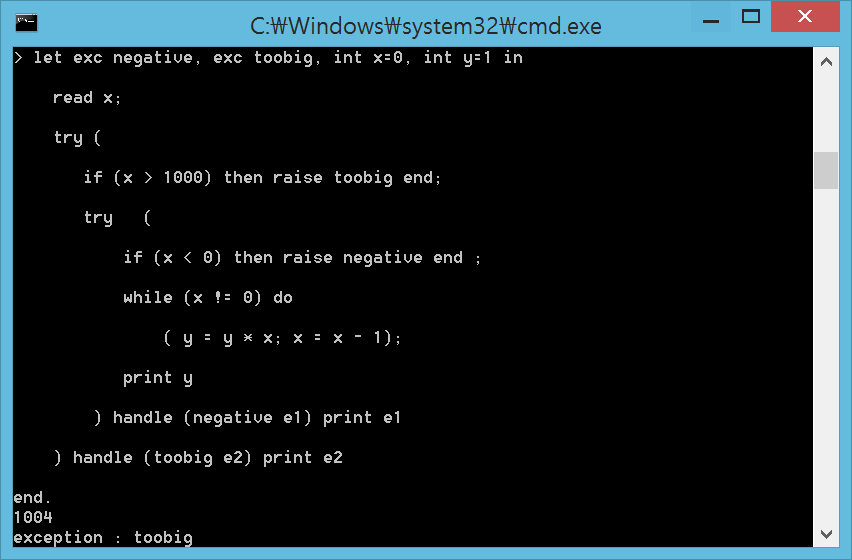 C:₩Windows₩system32₩cmd.exe
> let exc negative, exc toobig, int x=0, int y=1 in
read x;
try (
if (x > 1000) then raise toobig end;
try   (
if (x < 0) then raise negative end ;
while (x != 0) do
( y = y * x; x = x - 1);
print y
) handle (negative e1) print e1
) handle (toobig e2) print e2
end.
1004
exception : toobig